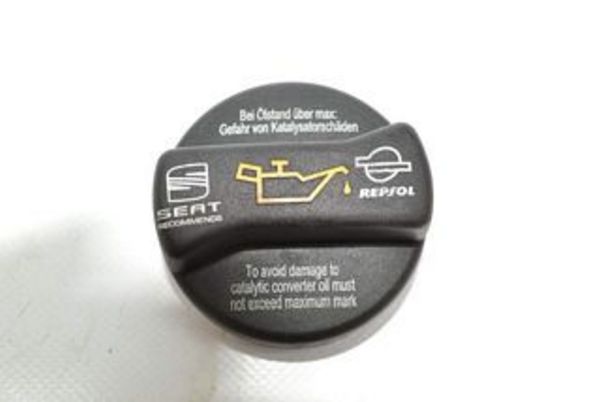 Bei Ölstand über max:
Gefahr von Katalysatorschäden
SEAT
RECOMMENDS
REPSOL
To avoid damage to
catalytic converter oil must
not exceed maximum mark